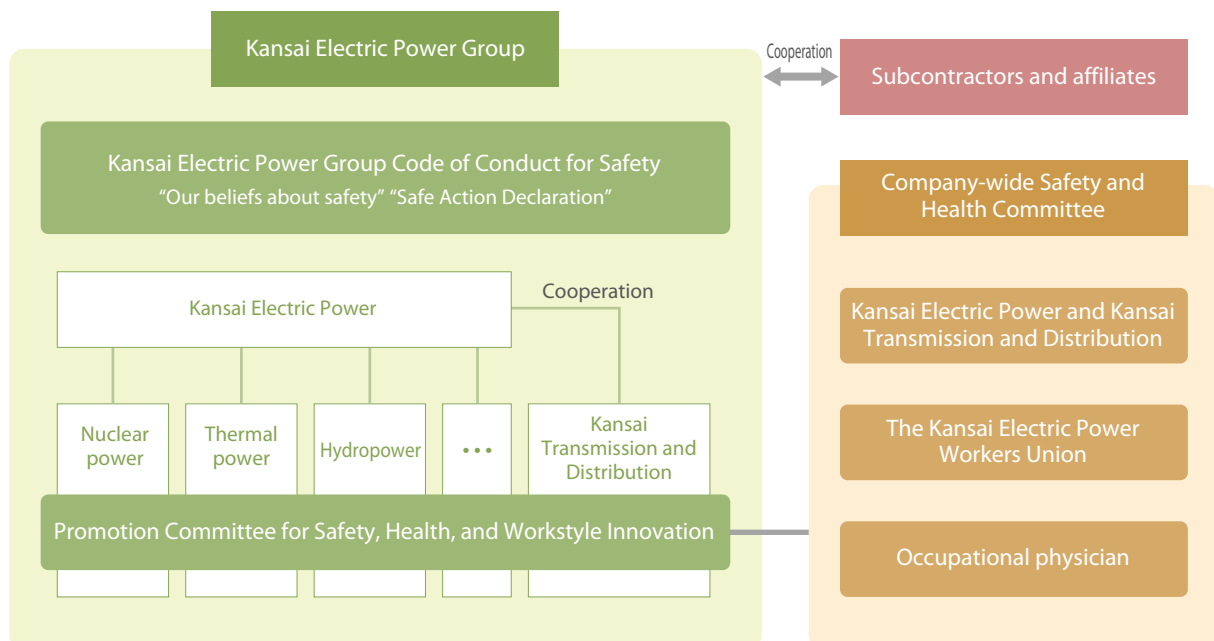 Kansai Electric Power Group
Cooperation
Subcontractors and affiliates
Kansai Electric Power Group Code of Conduct for Safety
“Our beliefs about safety” “Safe Action Declaration”
Kansai Electric Power
Cooperation
Nuclear
power
Thermal
power
Hydropower
•••
Kansai
Transmission and
Distribution
Promotion Committee for Safety, Health, and Workstyle Innovation
Company-wide Safety and
Health Committee
Kansai Electric Power and Kansai
Transmission and Distribution
The Kansai Electric Power
Workers Union
Occupational physician